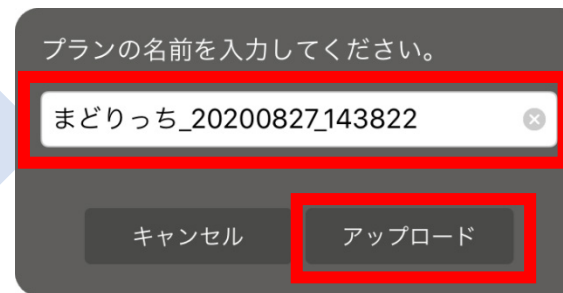 プランの名前を入力してください。
まどりっち_20200827_143822
キャンセル
アップロード